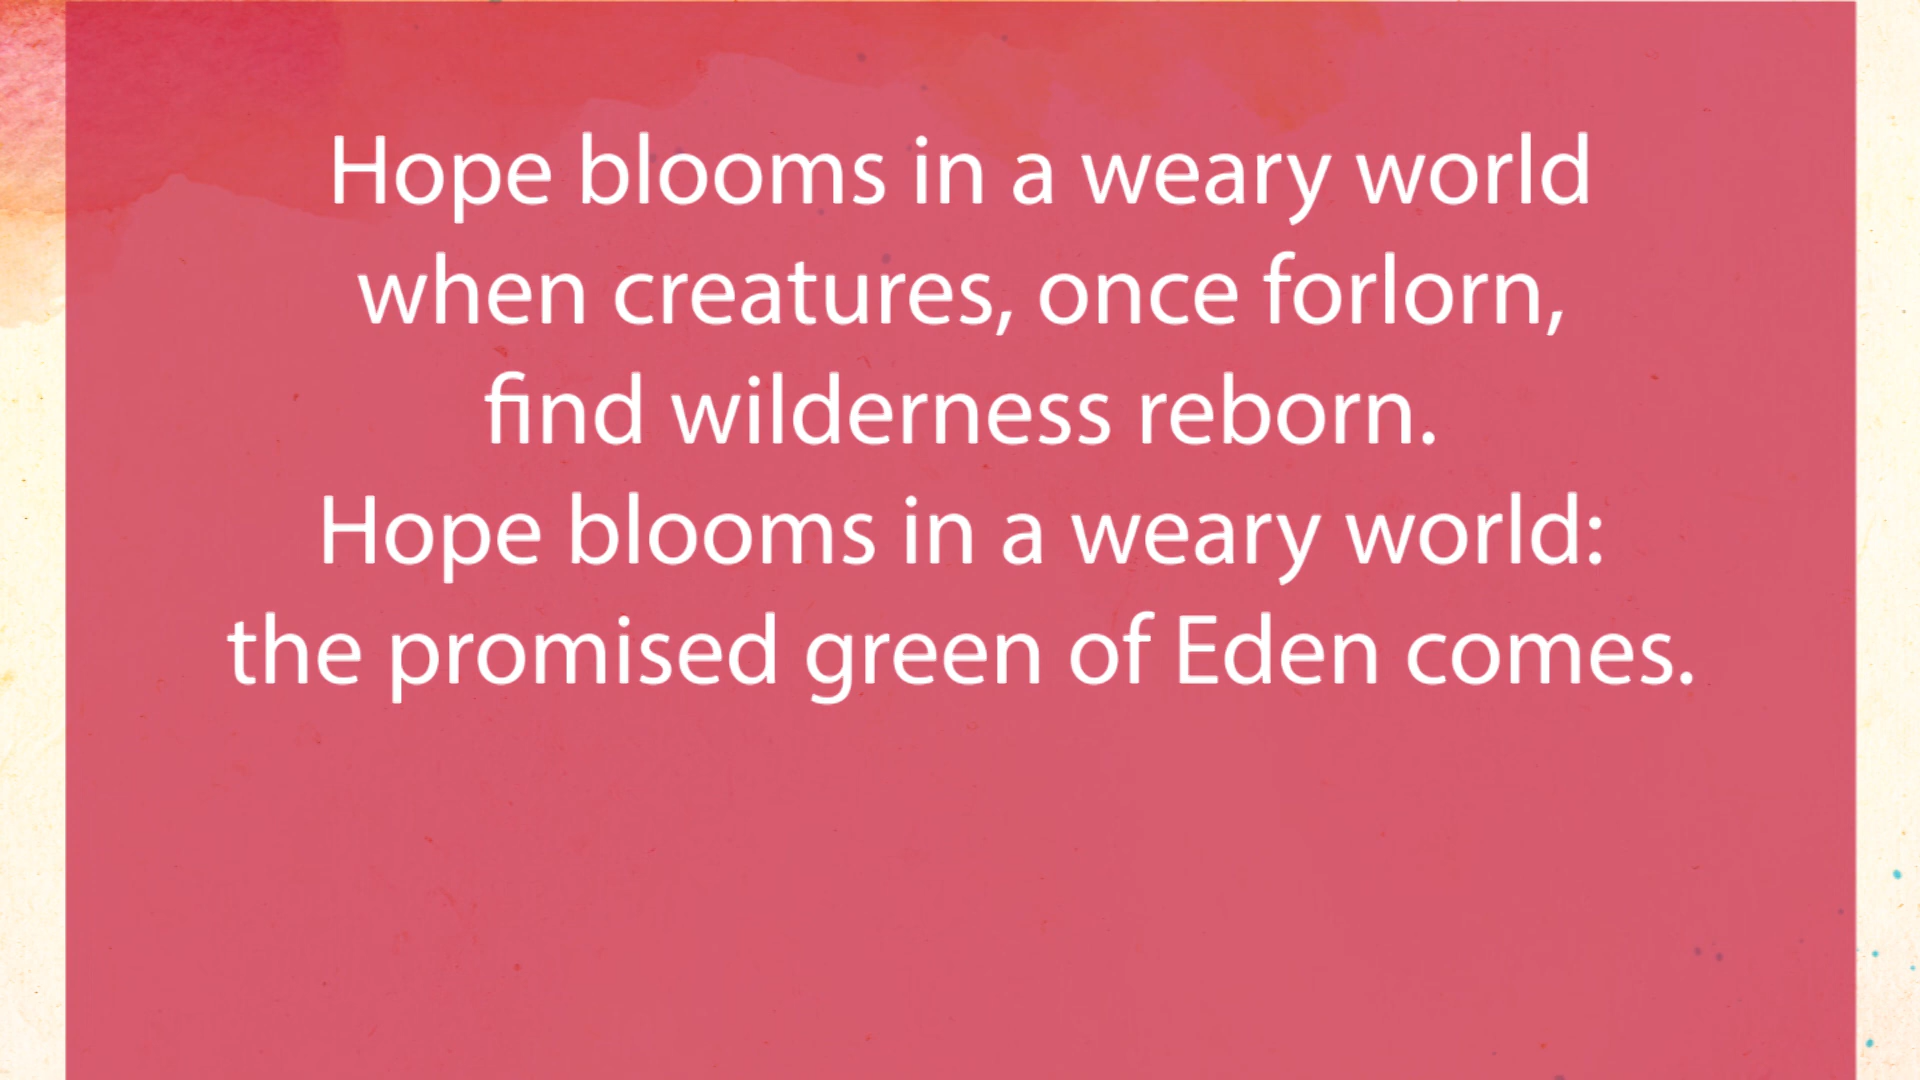 Hope blooms in a weary world
when creatures, once forlorn,
find wilderness reborn.
Hope blooms in a weary world:
the promised green of Eden comes.